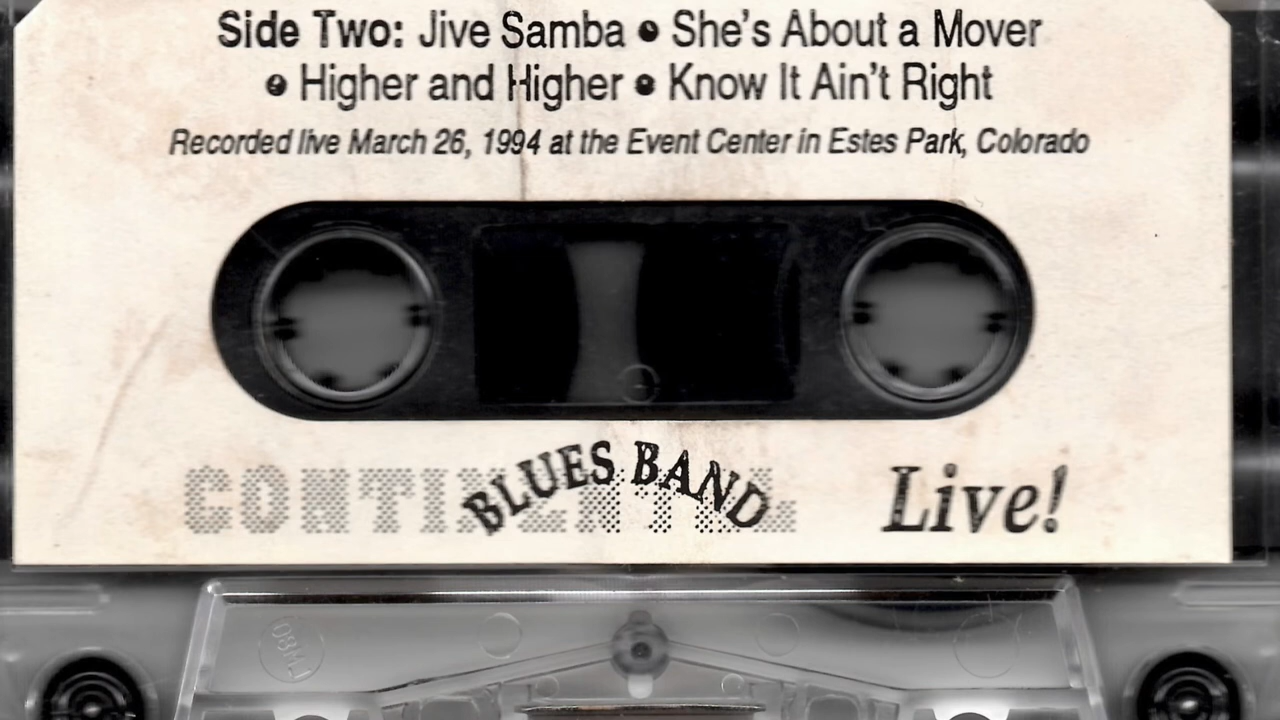 Side Two: Jive Samba • She's About a Mover
• Higher and Higher • Know It Ain't Right
Recorded live March 26, 1994 at the Event Center in Estes Park, Colorado
CONTINENTAL BLUES BAND Live!